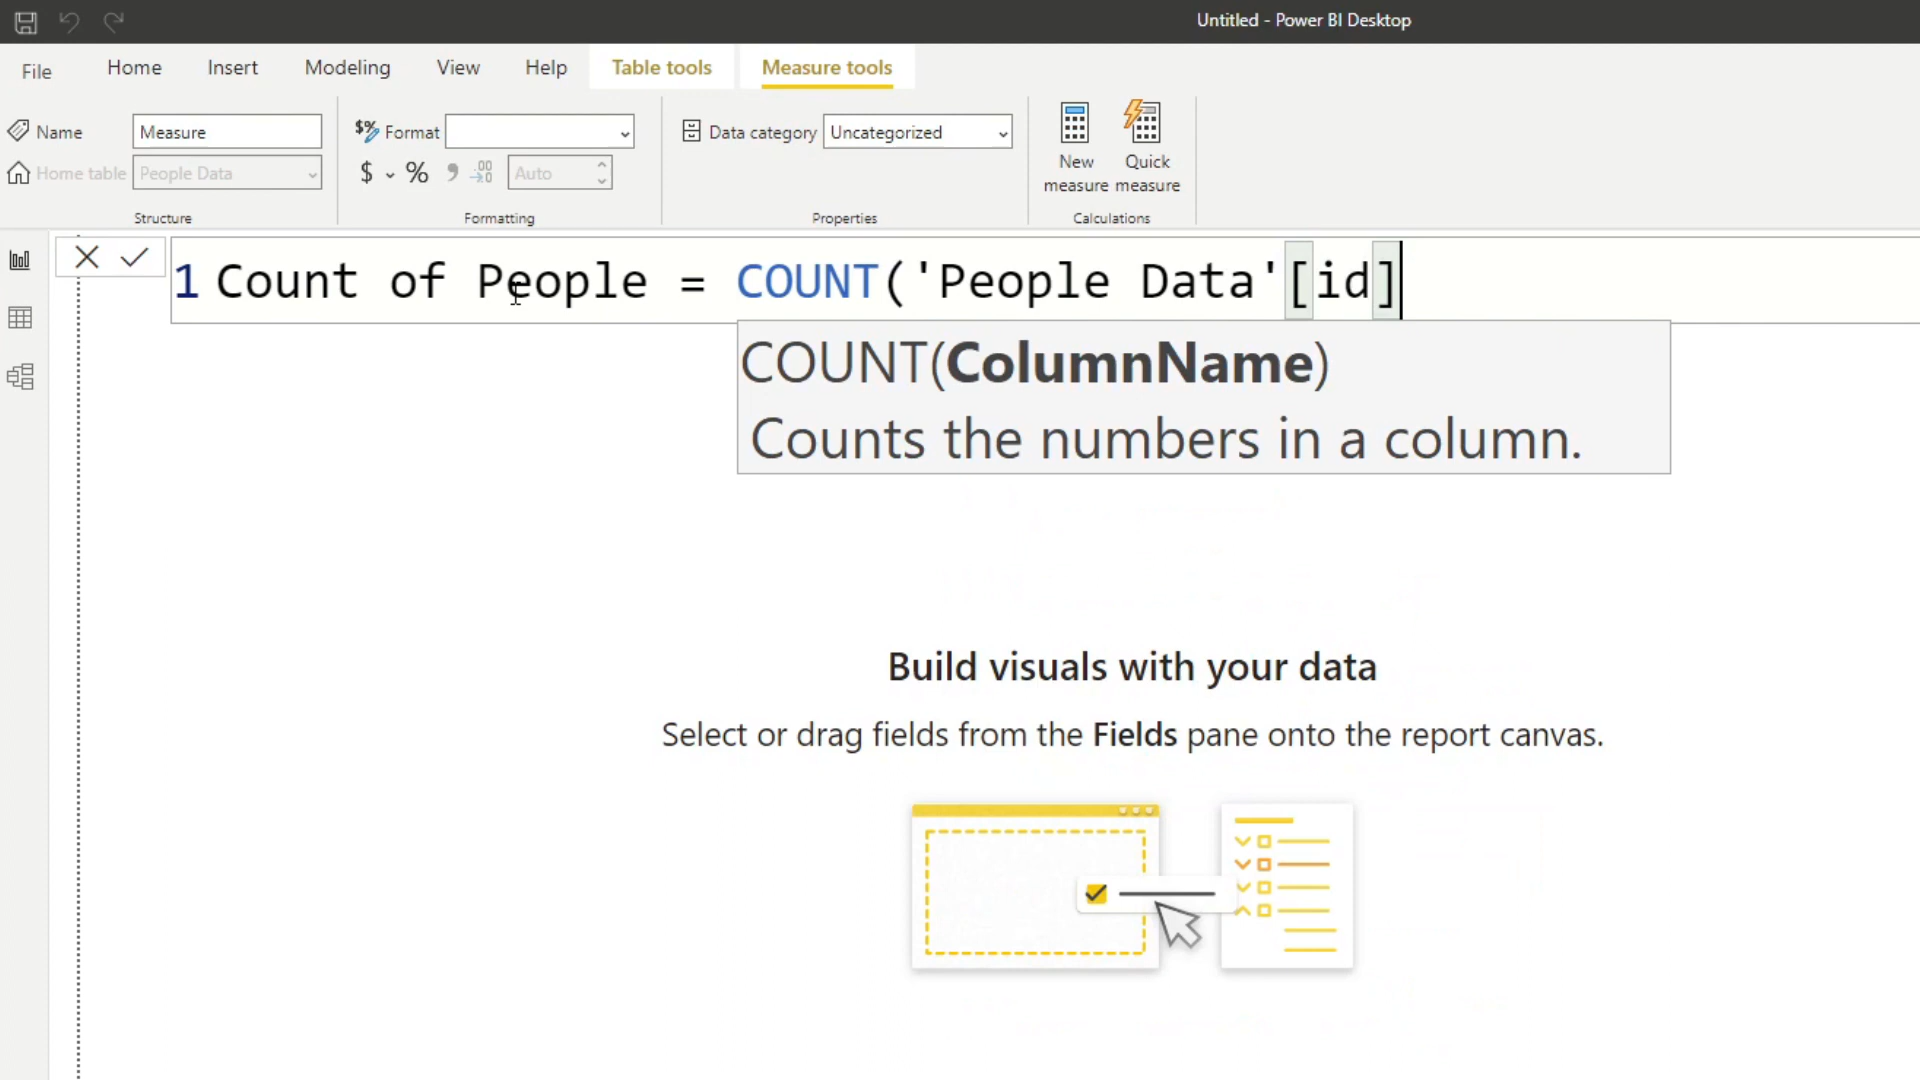 Untitled - Power BI Desktop
File Home Insert Modeling View Help Table tools Measure tools
Name Measure
Home table People Data
Structure
$% Format
$ % , .00 →.0 Auto
Formatting
Data category Uncategorized
Properties
New measure
Quick measure
Calculations
1 Count of People = COUNT('People Data'[id]
COUNT(ColumnName)
Counts the numbers in a column.
Build visuals with your data
Select or drag fields from the Fields pane onto the report canvas.